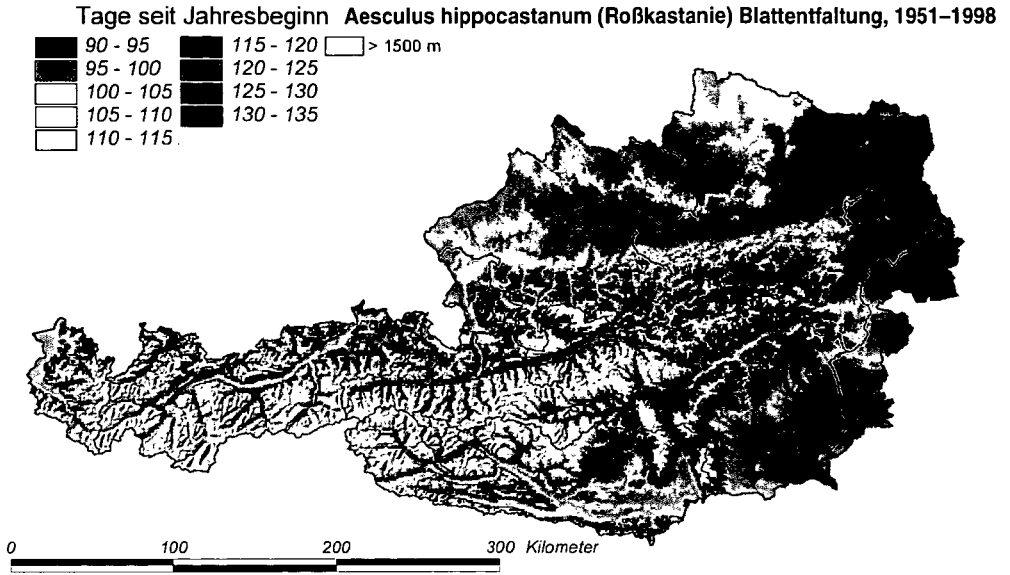 Tage seit Jahresbeginn Aesculus hippocastanum (Roßkastanie) Blattentfaltung, 1951–1998
90 - 95 115 - 120 > 1500 m
95 - 100 120 - 125
100 - 105 125 - 130
105 - 110 130 - 135
110 - 115
0 100 200 300 Kilometer